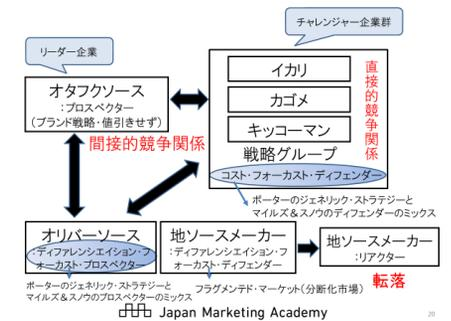 チャレンジャー企業群
リーダー企業
オタフクソース
:プロスペクター
(ブランド戦略・値引きせず)
イカリ
カゴメ
キッコーマン
戦略グループ
コスト・フォーカスト・ディフェンダー
直接的競争関係
間接的競争関係
ポーターのジェネリック・ストラテジーと
マイルズ&スノウのディフェンダーのミックス
オリバーソース
:ディファレンシエイション・フ
ォーカスト・プロスペクター
地ソースメーカー
:ディファレンシエイション・フ
ォーカスト・ディフェンダー
地ソースメーカー
:リアクター
ポーターのジェネリック・ストラテジーと
マイルズ&スノウのプロスペクターのミックス
フラグメンテド・マーケット(分断化市場)
転落
Japan Marketing Academy
20